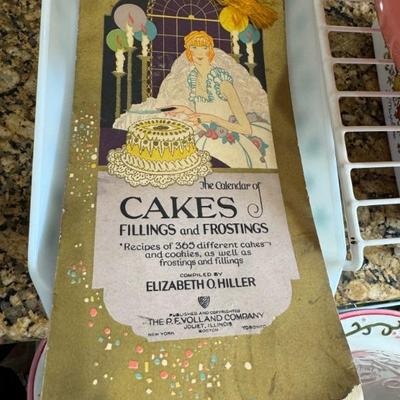 The Calendar of
CAKES
FILLINGS and FROSTINGS
"Recipes of 365 different cakes
and cookies, as well as
frostings and fillings
COMPILED BY
ELIZABETH O. HILLER
PUBLISHED AND COPYRIGHTED
THE P.F. VOLLAND COMPANY
JOLIET, ILLINOIS
NEW YORK BOSTON TORONTO